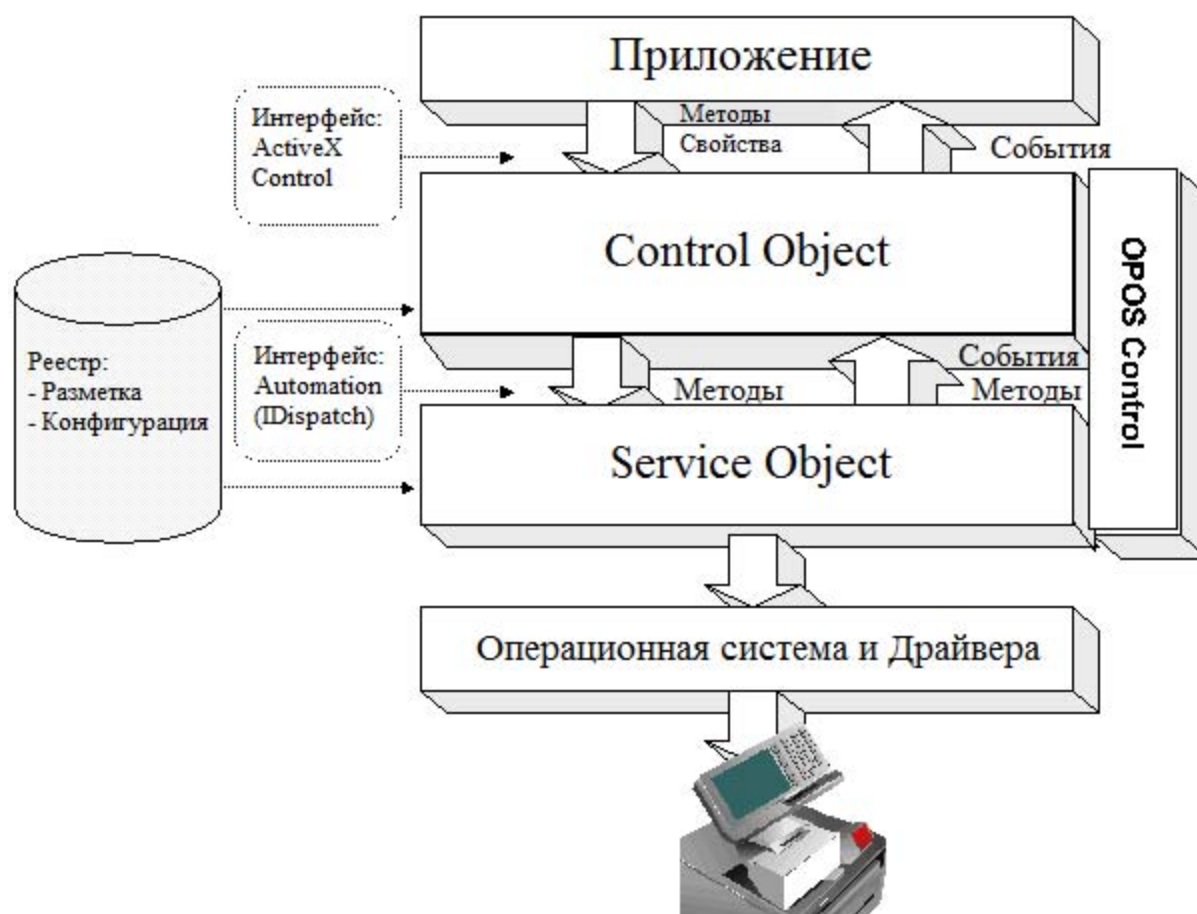 Приложение
Интерфейс:
ActiveX
Control
Методы
Свойства
События
Control Object
OPOS Control
Реестр:
- Разметка
- Конфигурация
Интерфейс:
Automation
(IDispatch)
Методы
События
Методы
Service Object
Операционная система и Драйвера